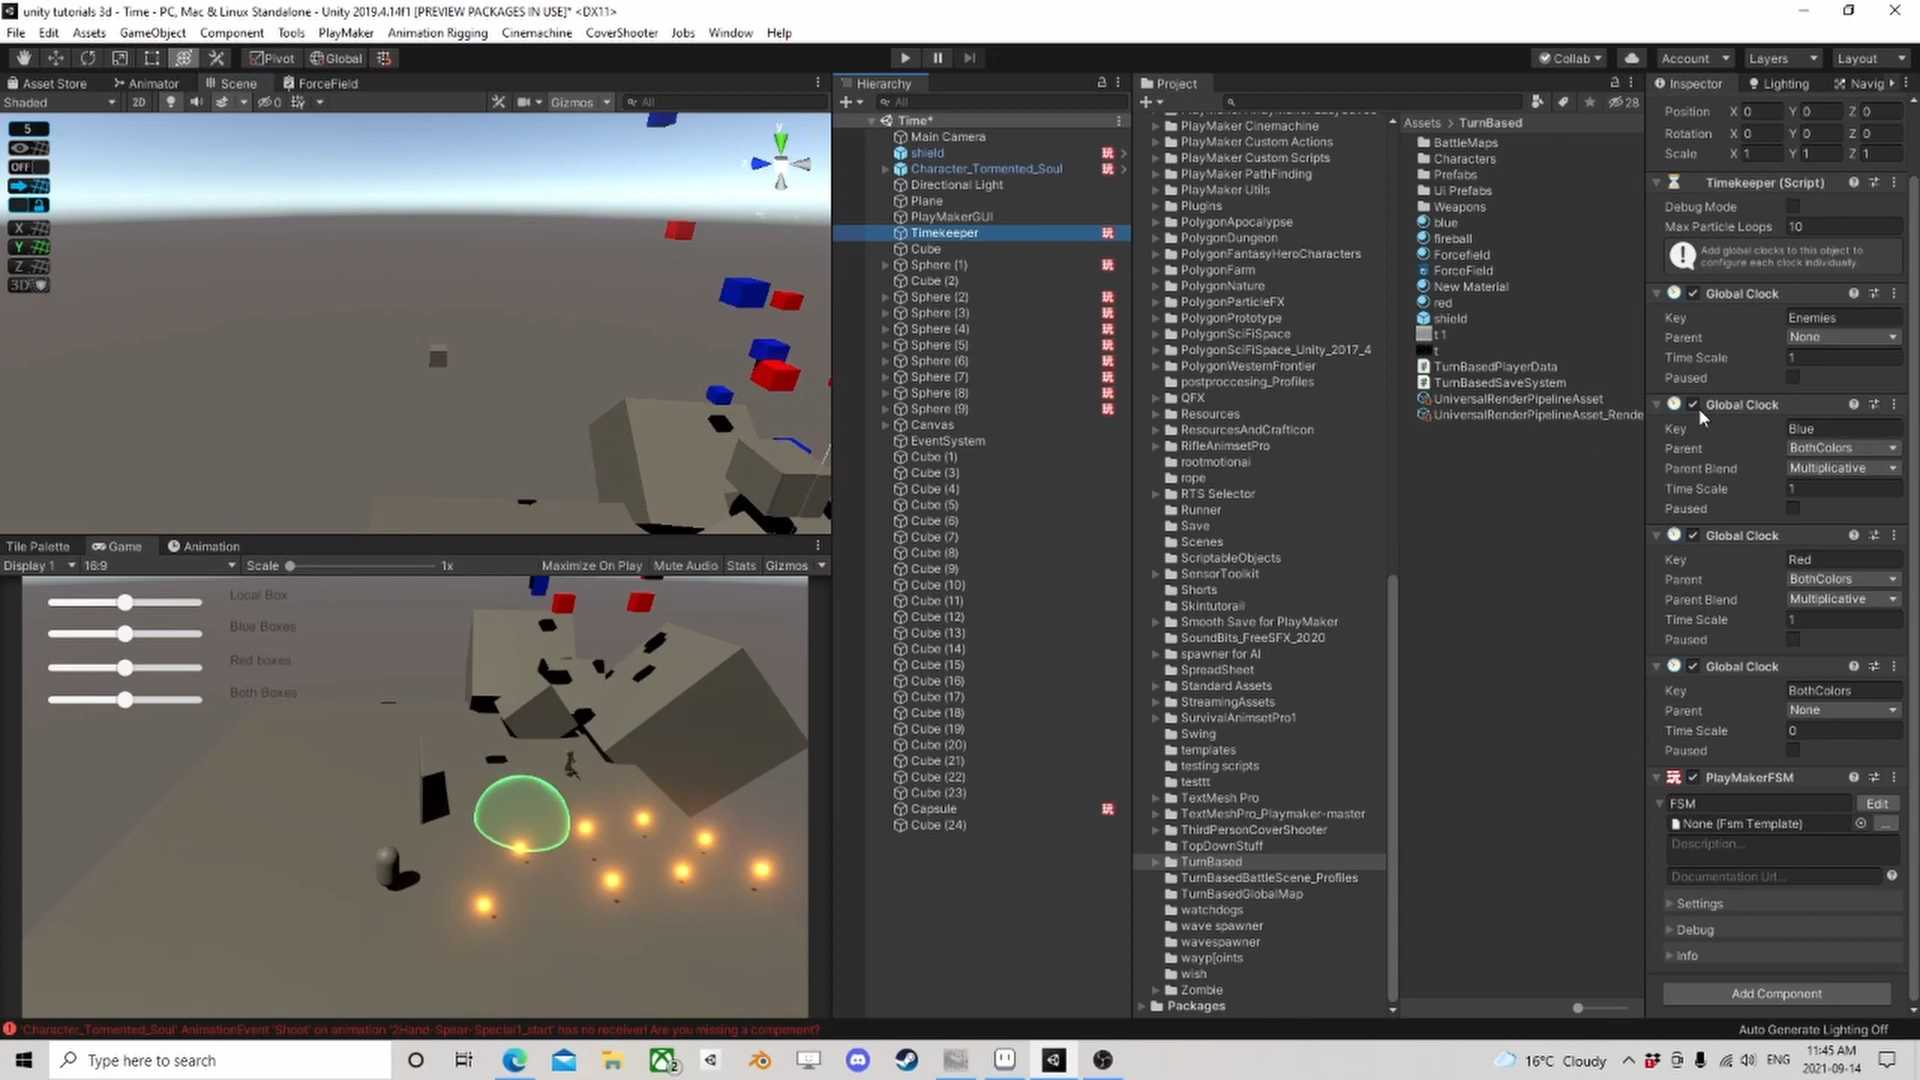 unity tutorials 3d - Time - PC, Mac & Linux Standalone - Unity 2019.4.14f1 [PREVIEW PACKAGES IN USE]* <DX11>
File Edit Assets GameObject Component Tools PlayMaker Animation Rigging Cinemachine CoverShooter Jobs Window Help
Pivot Global Collab Account Layers Layout
Asset Store Animator Scene ForceField
Shaded 2D 0 Gizmos All
5
OFF
X
Y
Z
3D
y
Tile Palette Game Animation
Display 1 16:9 Scale 1x Maximize On Play Mute Audio Stats Gizmos
Local Box
Blue Boxes
Red boxes
Both Boxes
Hierarchy
All
Time*
Main Camera
shield
Character_Tormented_Soul
Directional Light
Plane
PlayMakerGUI
Timekeeper
Cube
Sphere (1)
Cube (2)
Sphere (2)
Sphere (3)
Sphere (4)
Sphere (5)
Sphere (6)
Sphere (7)
Sphere (8)
Sphere (9)
Canvas
EventSystem
Cube (1)
Cube (3)
Cube (4)
Cube (5)
Cube (6)
Cube (7)
Cube (8)
Cube (9)
Cube (10)
Cube (11)
Cube (12)
Cube (13)
Cube (14)
Cube (15)
Cube (16)
Cube (17)
Cube (18)
Cube (19)
Cube (20)
Cube (21)
Cube (22)
Cube (23)
Capsule
Cube (24)
Project
28
PlayMaker Cinemachine
PlayMaker Custom Actions
PlayMaker Custom Scripts
PlayMaker PathFinding
PlayMaker Utils
Plugins
PolygonApocalypse
PolygonDungeon
PolygonFantasyHeroCharacters
PolygonFarm
PolygonNature
PolygonParticleFX
PolygonPrototype
PolygonSciFiSpace
PolygonSciFiSpace_Unity_2017_4
PolygonWesternFrontier
postproccesing_Profiles
QFX
Resources
ResourcesAndCraftIcon
RifleAnimsetPro
rootmotionai
rope
RTS Selector
Runner
Save
Scenes
ScriptableObjects
SensorToolkit
Shorts
Skintutorail
Smooth Save for PlayMaker
SoundBits_FreeSFX_2020
spawner for AI
SpreadSheet
Standard Assets
StreamingAssets
SurvivalAnimsetPro1
Swing
templates
testing scripts
testtt
TextMesh Pro
TextMeshPro_Playmaker-master
ThirdPersonCoverShooter
TopDownStuff
TurnBased
TurnBasedBattleScene_Profiles
TurnBasedGlobalMap
watchdogs
wave spawner
wavespawner
wayp[oints
wish
Zombie
Packages
Assets > TurnBased
BattleMaps
Characters
Prefabs
Ui Prefabs
Weapons
blue
fireball
Forcefield
ForceField
New Material
red
shield
t 1
t
TurnBasedPlayerData
TurnBasedSaveSystem
UniversalRenderPipelineAsset
UniversalRenderPipelineAsset_Rende
Inspector Lighting Navig
Position X 0 Y 0 Z 0
Rotation X 0 Y 0 Z 0
Scale X 1 Y 1 Z 1
Timekeeper (Script)
Debug Mode
Max Particle Loops 10
Add global clocks to this object to
configure each clock individually.
Global Clock
Key Enemies
Parent None
Time Scale 1
Paused
Global Clock
Key Blue
Parent BothColors
Parent Blend Multiplicative
Time Scale 1
Paused
Global Clock
Key Red
Parent BothColors
Parent Blend Multiplicative
Time Scale 1
Paused
Global Clock
Key BothColors
Parent None
Time Scale 0
Paused
PlayMakerFSM
FSM Edit
None (Fsm Template) ...
Description...
Documentation Url...
Settings
Debug
Info
Add Component
'Character_Tormented_Soul' AnimationEvent 'Shoot' on animation '2Hand-Spear-Special1_start' has no receiver! Are you missing a component?
Auto Generate Lighting Off
Type here to search
2
16°C Cloudy
ENG
11:45 AM
2021-09-14